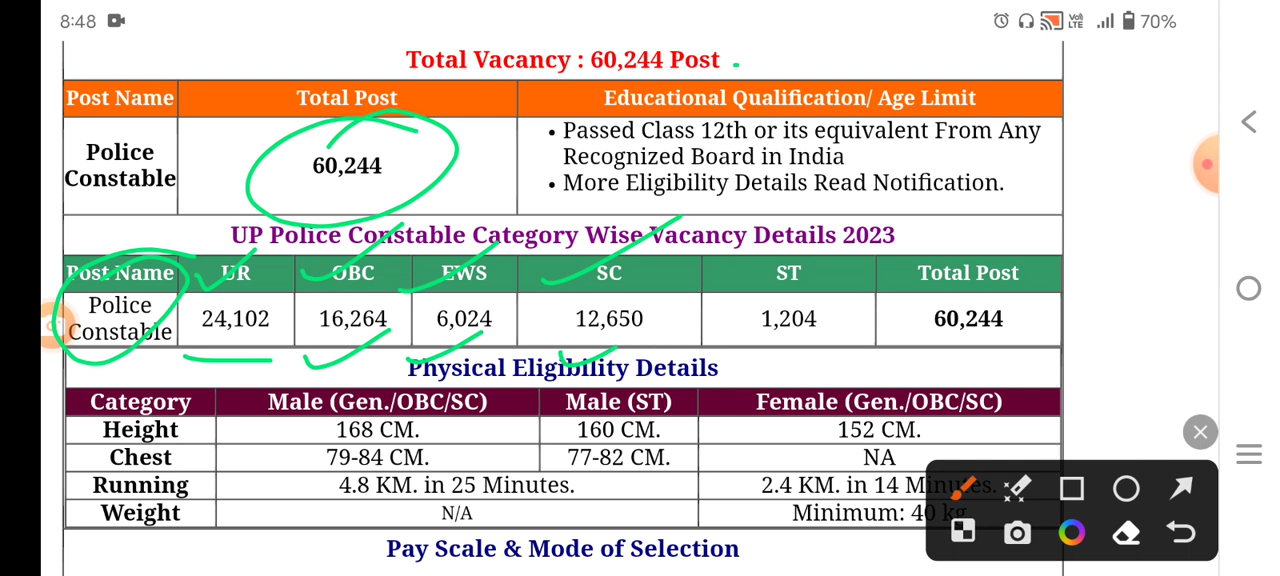 8:48 Vo) LTE 70%
Total Vacancy : 60,244 Post
Post Name Total Post Educational Qualification/ Age Limit
Police Constable 60,244
• Passed Class 12th or its equivalent From Any
Recognized Board in India
• More Eligibility Details Read Notification.
UP Police Constable Category Wise Vacancy Details 2023
Post Name UR OBC EWS SC ST Total Post
Police Constable 24,102 16,264 6,024 12,650 1,204 60,244
Physical Eligibility Details
Category Male (Gen./OBC/SC) Male (ST) Female (Gen./OBC/SC)
Height 168 CM. 160 CM. 152 CM.
Chest 79-84 CM. 77-82 CM. NA
Running 4.8 KM. in 25 Minutes. 2.4 KM. in 14 Minutes.
Weight N/A Minimum: 40 kg
Pay Scale & Mode of Selection